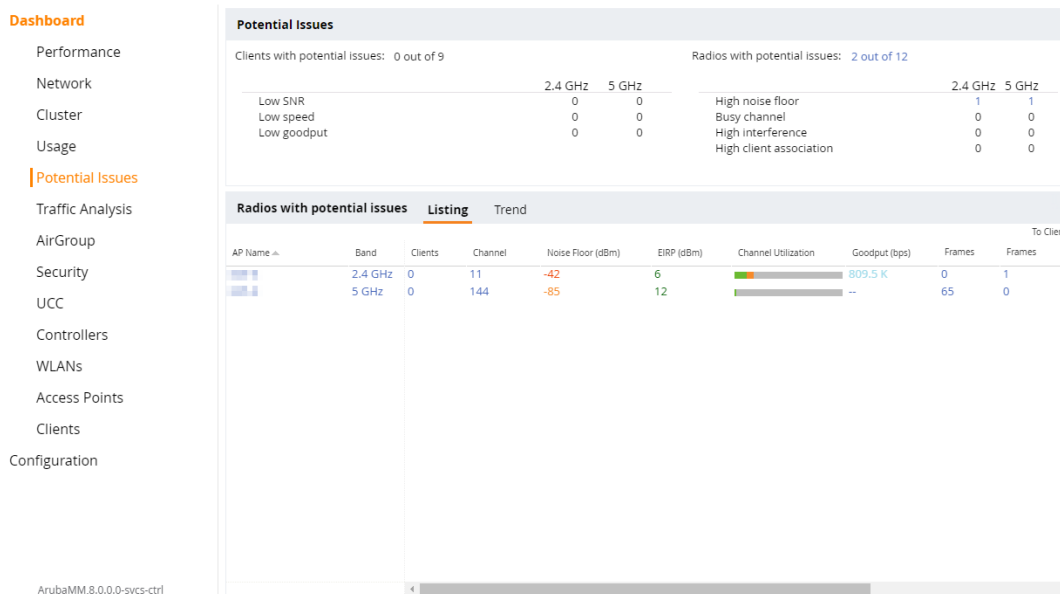 Dashboard
Performance
Network
Cluster
Usage
Potential Issues
Traffic Analysis
AirGroup
Security
UCC
Controllers
WLANs
Access Points
Clients
Configuration
ArubaMM,8.0.0.0-svcs-ctrl
Potential Issues
Clients with potential issues: 0 out of 9
2.4 GHz 5 GHz
Low SNR 0 0
Low speed 0 0
Low goodput 0 0
Radios with potential issues: 2 out of 12
2.4 GHz 5 GHz
High noise floor 1 1
Busy channel 0 0
High interference 0 0
High client association 0 0
Radios with potential issues Listing Trend
To Clie
AP Name Band Clients Channel Noise Floor (dBm) EIRP (dBm) Channel Utilization Goodput (bps) Frames Frames
2.4 GHz 0 11 -42 6 809.5 K 0 1
5 GHz 0 144 -85 12 -- 65 0